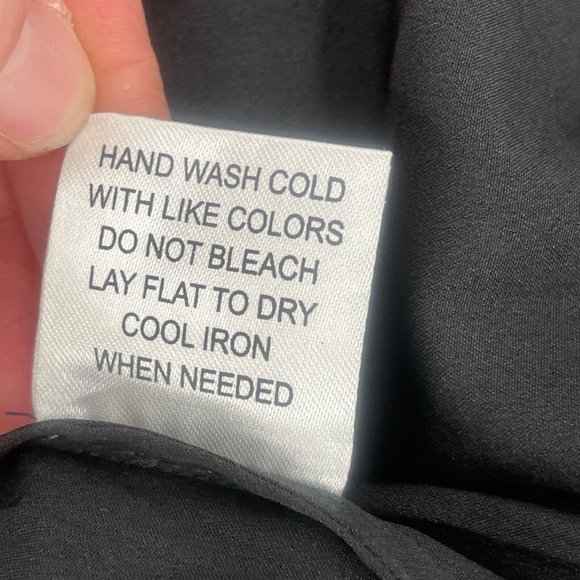 HAND WASH COLD
WITH LIKE COLORS
DO NOT BLEACH
LAY FLAT TO DRY
COOL IRON
WHEN NEEDED